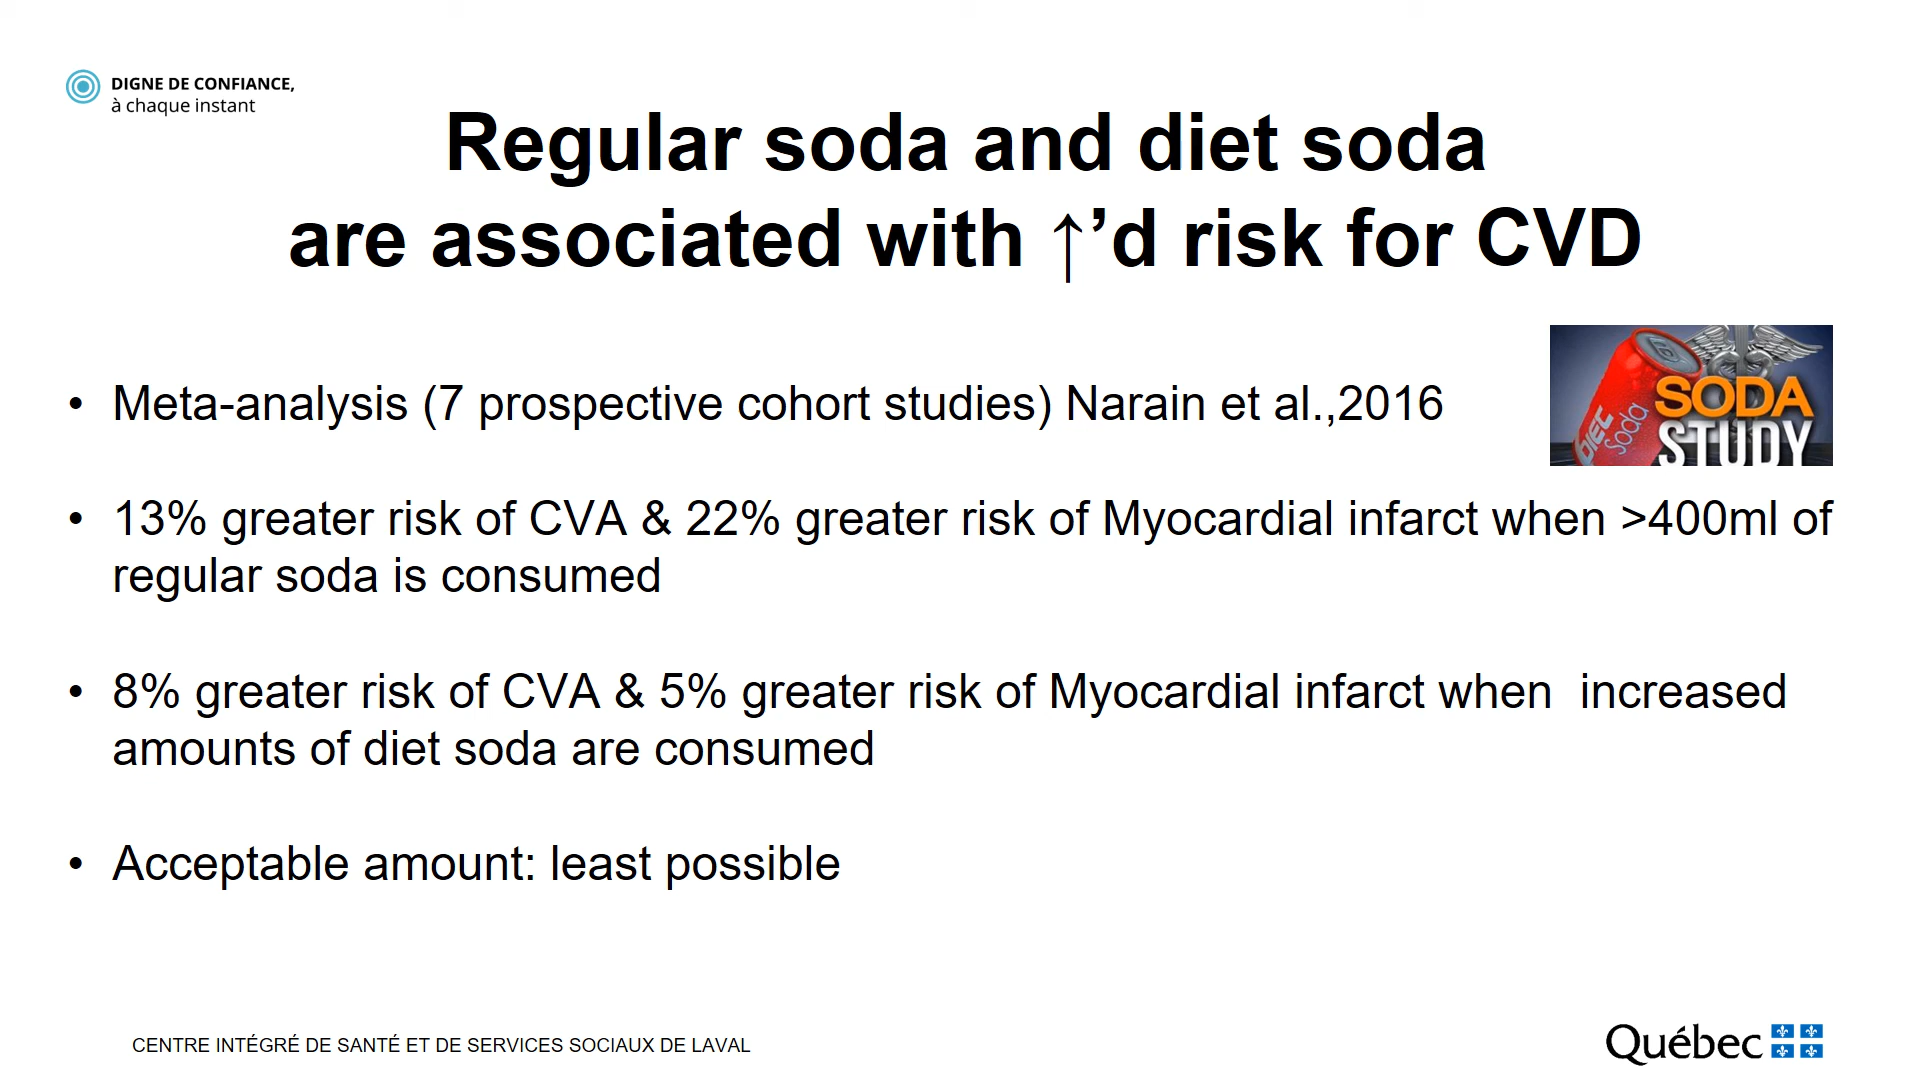 DIGNE DE CONFIANCE,
à chaque instant
Regular soda and diet soda
are associated with ↑’d risk for CVD
• Meta-analysis (7 prospective cohort studies) Narain et al.,2016
DIET
Soda
SODA
STUDY
• 13% greater risk of CVA & 22% greater risk of Myocardial infarct when >400ml of
regular soda is consumed
• 8% greater risk of CVA & 5% greater risk of Myocardial infarct when  increased
amounts of diet soda are consumed
• Acceptable amount: least possible
CENTRE INTÉGRÉ DE SANTÉ ET DE SERVICES SOCIAUX DE LAVAL
Québec